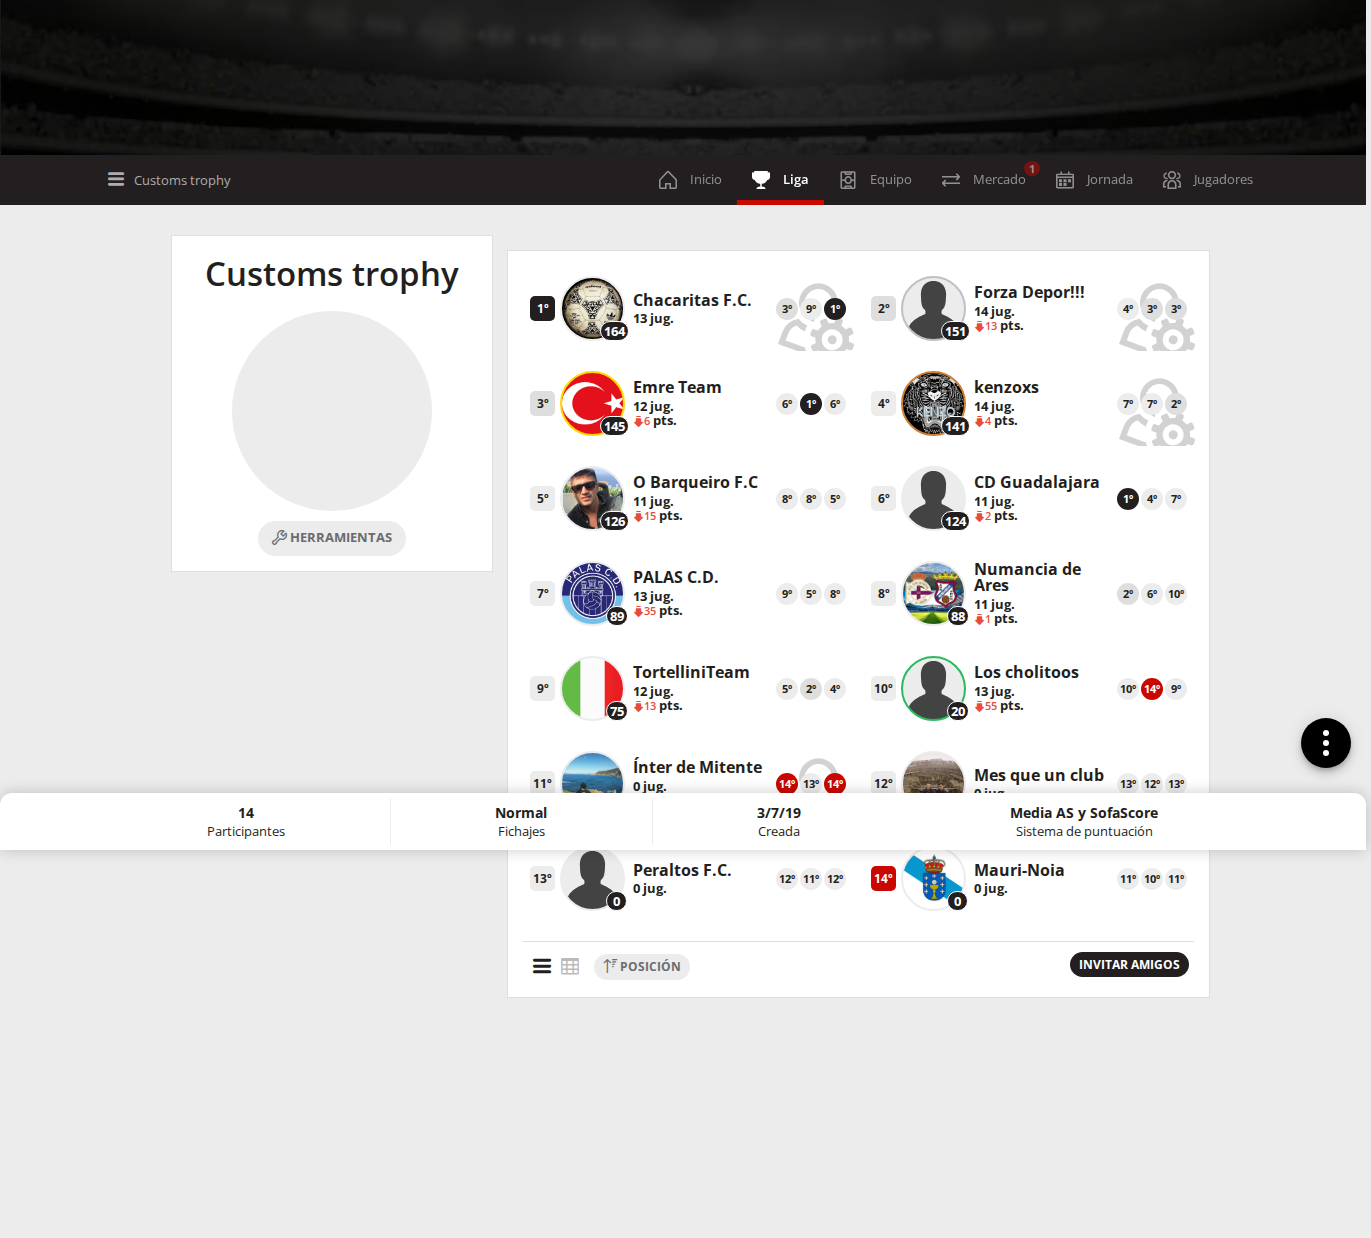 Customs trophy
Inicio
Liga
Equipo
Mercado
1
Jornada
Jugadores
Customs trophy
HERRAMIENTAS
1º
164
Chacaritas F.C.
13 jug.
3º 9º 1º
2º
151
Forza Depor!!!
14 jug.
13 pts.
4º 3º 3º
3º
145
Emre Team
12 jug.
6 pts.
6º 1º 6º
4º
KENZO
141
kenzoxs
14 jug.
4 pts.
7º 7º 2º
5º
126
O Barqueiro F.C
11 jug.
15 pts.
8º 8º 5º
6º
124
CD Guadalajara
11 jug.
2 pts.
1º 4º 7º
7º
PALAS C.D.
89
PALAS C.D.
13 jug.
35 pts.
9º 5º 8º
8º
88
Numancia de
Ares
11 jug.
1 pts.
2º 6º 10º
9º
75
TortelliniTeam
12 jug.
13 pts.
5º 2º 4º
10º
20
Los cholitoos
13 jug.
55 pts.
10º 14º 9º
11º
Ínter de Mitente
0 jug.
14º 13º 14º
12º
Mes que un club
0 jug.
13º 12º 13º
14
Participantes
Normal
Fichajes
3/7/19
Creada
Media AS y SofaScore
Sistema de puntuación
13º
0
Peraltos F.C.
0 jug.
12º 11º 12º
14º
0
Mauri-Noia
0 jug.
11º 10º 11º
POSICIÓN
INVITAR AMIGOS